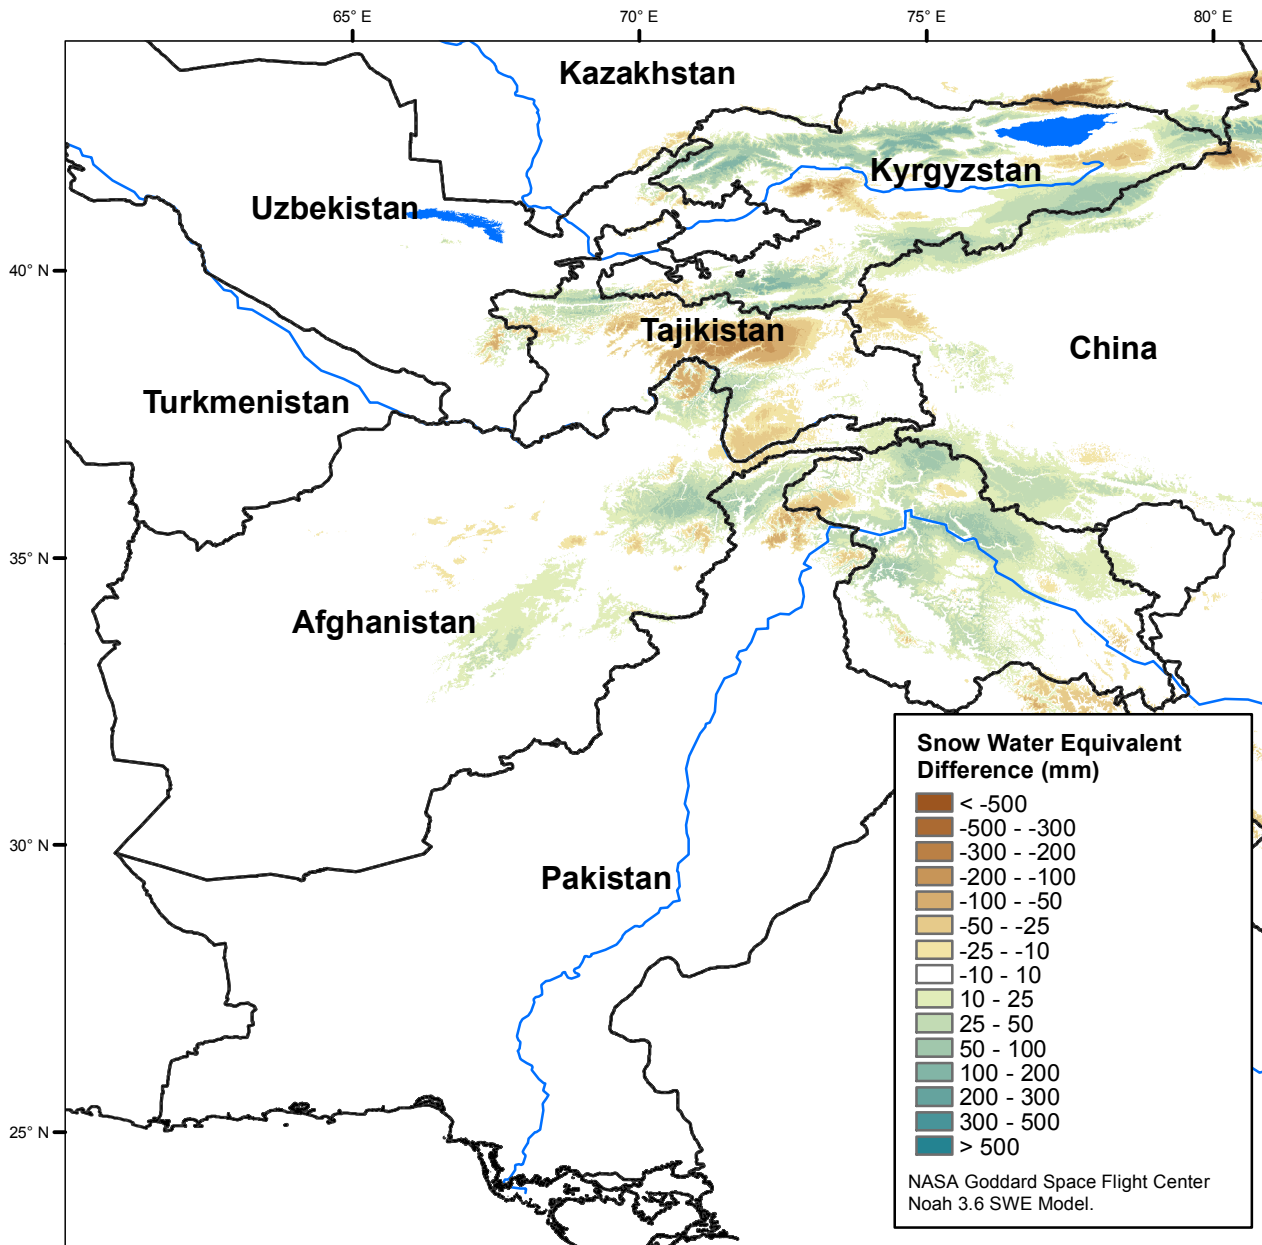 65° E
70° E
75° E
80° E
Kazakhstan
Kyrgyzstan
Uzbekistan
40° N
Tajikistan
China
Turkmenistan
35° N
Afghanistan
30° N
Pakistan
25° N
Snow Water Equivalent
Difference (mm)
< -500
-500 - -300
-300 - -200
-200 - -100
-100 - -50
-50 - -25
-25 - -10
-10 - 10
10 - 25
25 - 50
50 - 100
100 - 200
200 - 300
300 - 500
> 500
NASA Goddard Space Flight Center
Noah 3.6 SWE Model.